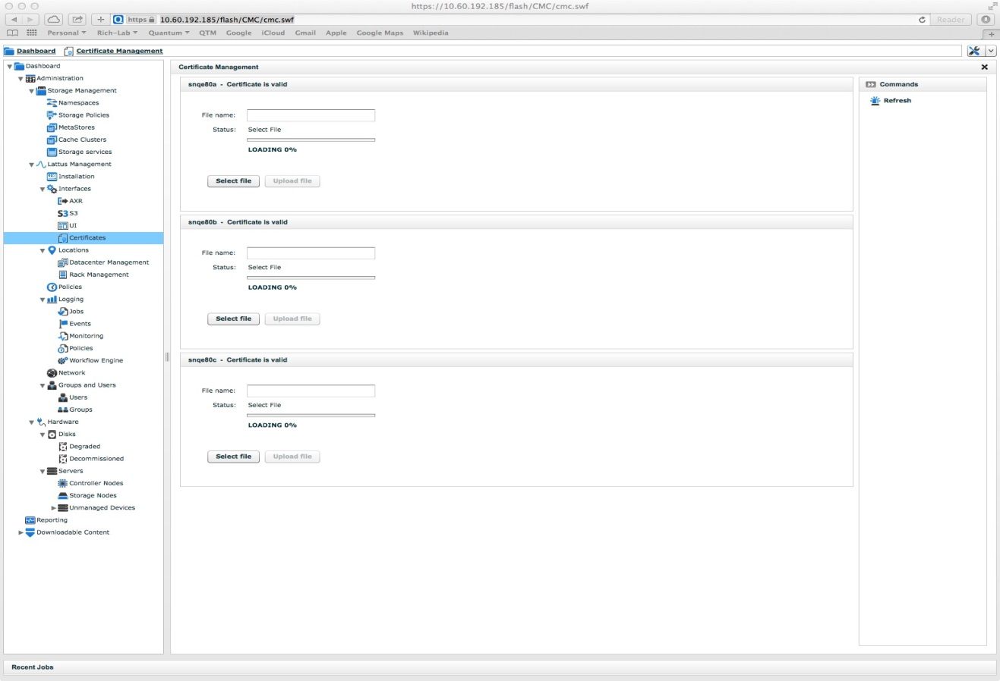 https://10.60.192.185/flash/CMC/cmc.swf
https 10.60.192.185/flash/CMC/cmc.swf Reader
Personal Rich-Lab Quantum QTM Google iCloud Gmail Apple Google Maps Wikipedia
Dashboard Certificate Management
Dashboard
Administration
Storage Management
Namespaces
Storage Policies
MetaStores
Cache Clusters
Storage services
Lattus Management
Installation
Interfaces
AXR
S3 S3
UI
Certificates
Locations
Datacenter Management
Rack Management
Policies
Logging
Jobs
Events
Monitoring
Policies
Workflow Engine
Network
Groups and Users
Users
Groups
Hardware
Disks
Degraded
Decommissioned
Servers
Controller Nodes
Storage Nodes
Unmanaged Devices
Reporting
Downloadable Content
Certificate Management
snqe80a - Certificate is valid
File name:
Status: Select File
LOADING 0%
Select file Upload file
snqe80b - Certificate is valid
File name:
Status: Select File
LOADING 0%
Select file Upload file
snqe80c - Certificate is valid
File name:
Status: Select File
LOADING 0%
Select file Upload file
Commands
Refresh
Recent Jobs